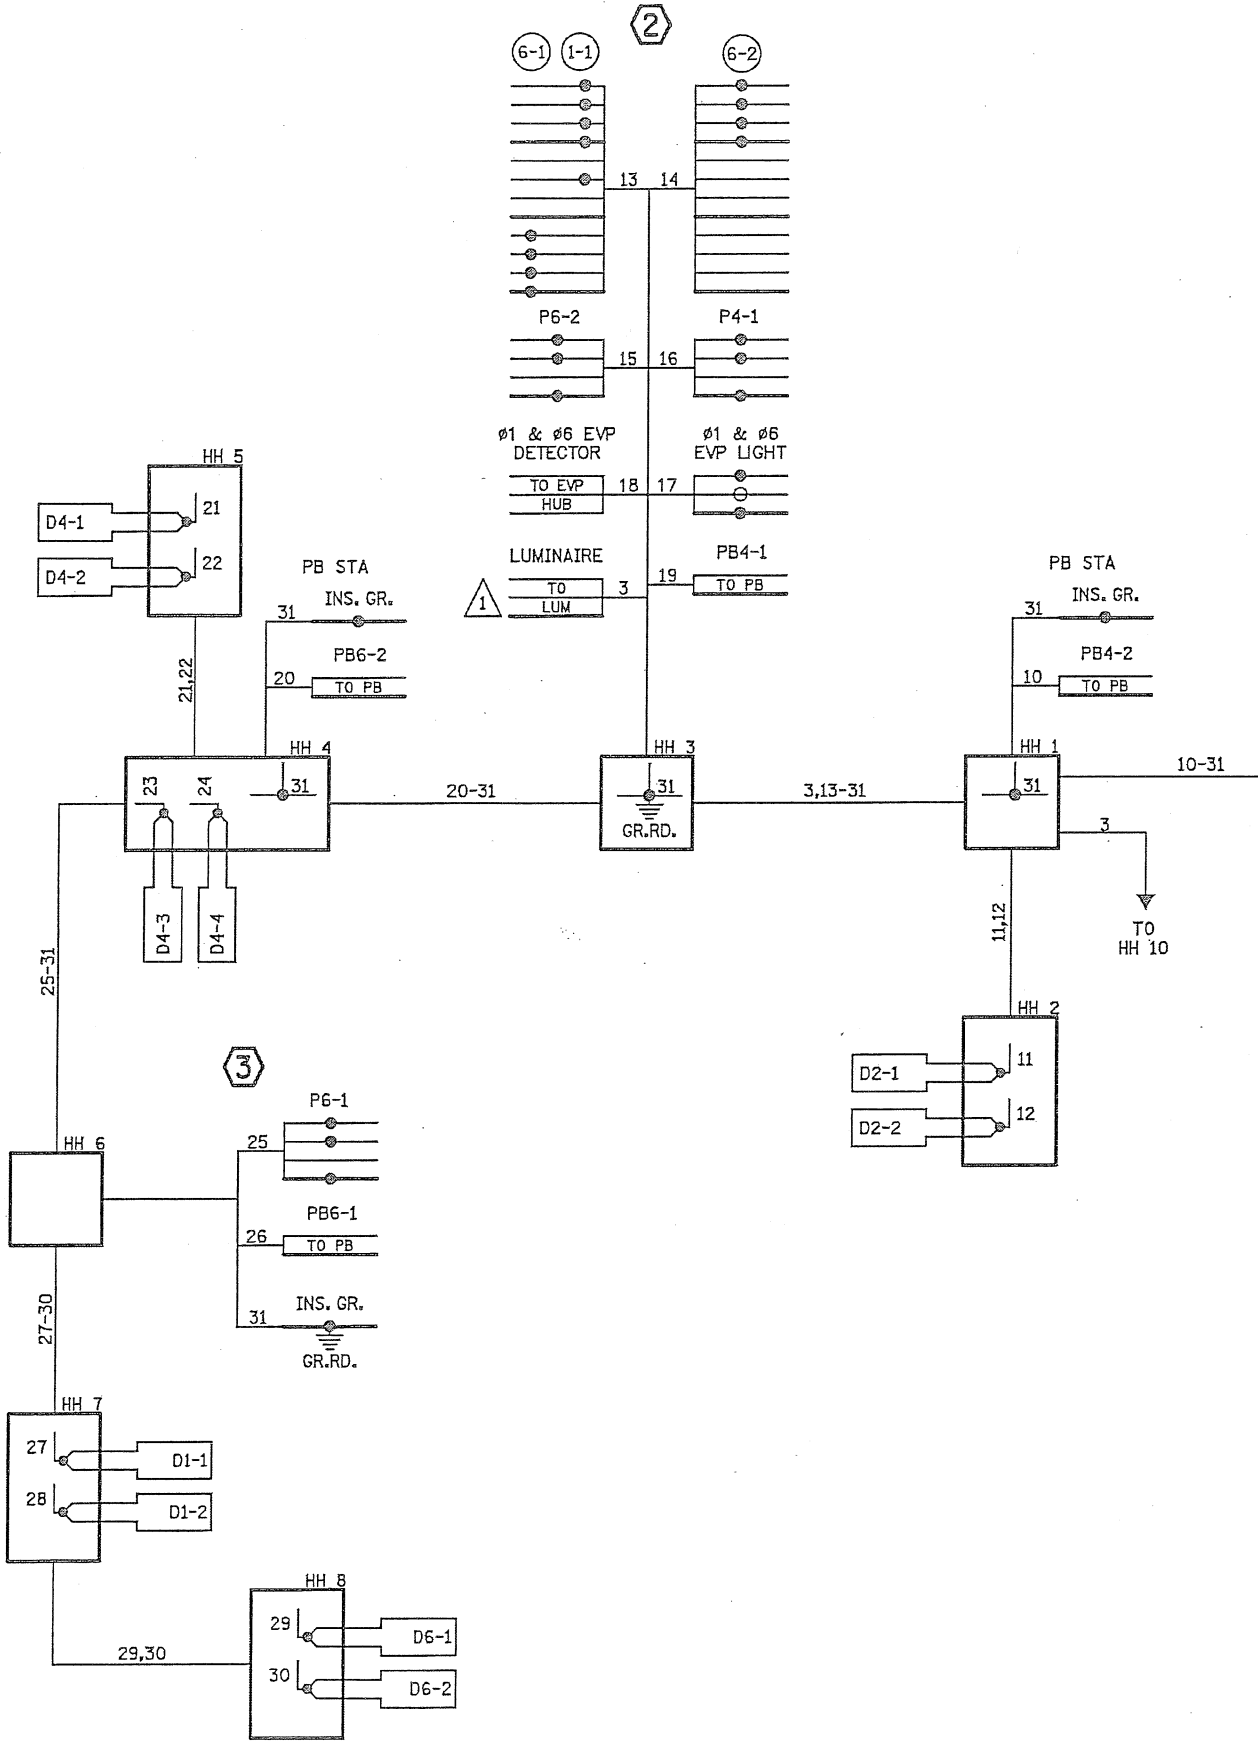 2
6-1 1-1 6-2
13 14
P6-2 P4-1
15 16
ø1 & ø6 EVP
DETECTOR
ø1 & ø6
EVP LIGHT
TO EVP
HUB
18 17
LUMINAIRE
TO
LUM
3
1
PB4-1
19 TO PB
HH 5
D4-1 21
D4-2 22
21,22
PB STA
INS. GR.
31
PB6-2
20 TO PB
PB STA
INS. GR.
31
PB4-2
10 TO PB
HH 4
23 24 31
D4-3 D4-4
20-31
HH 3
31
GR.RD.
3,13-31
HH 1
31
10-31
3
TO
HH 10
11,12
HH 2
D2-1 11
D2-2 12
25-31
3
P6-1
25
HH 6
PB6-1
26 TO PB
INS. GR.
31
GR.RD.
27-30
HH 7
27 D1-1
28 D1-2
29,30
HH 8
29 D6-1
30 D6-2